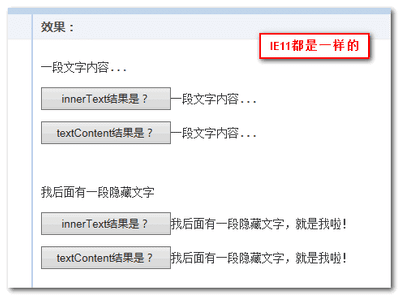 效果：
IE11都是一样的
一段文字内容...
innerText结果是？一段文字内容...
textContent结果是？一段文字内容...
我后面有一段隐藏文字
innerText结果是？我后面有一段隐藏文字，就是我啦！
textContent结果是？我后面有一段隐藏文字，就是我啦！